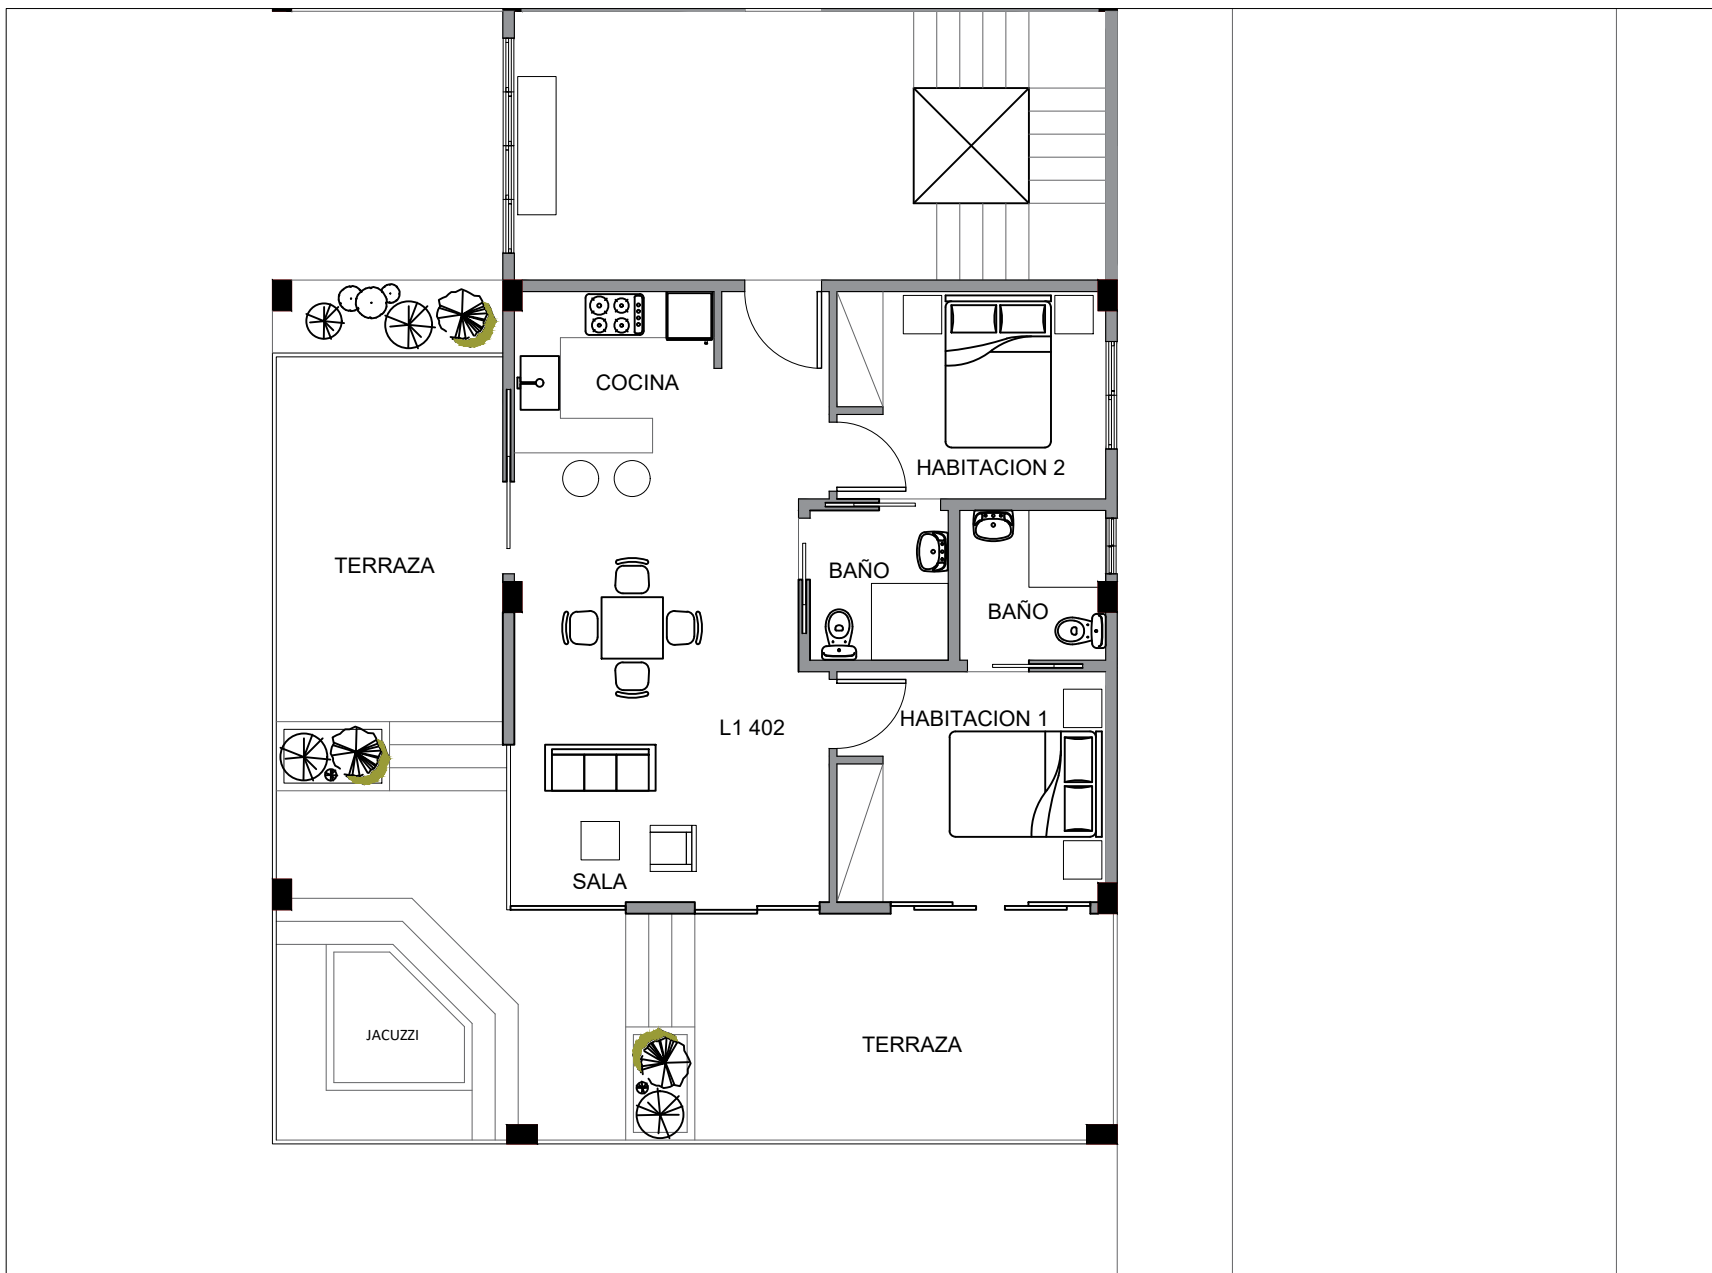 COCINA
HABITACION 2
TERRAZA
BAÑO
BAÑO
L1 402
HABITACION 1
SALA
JACUZZI
TERRAZA